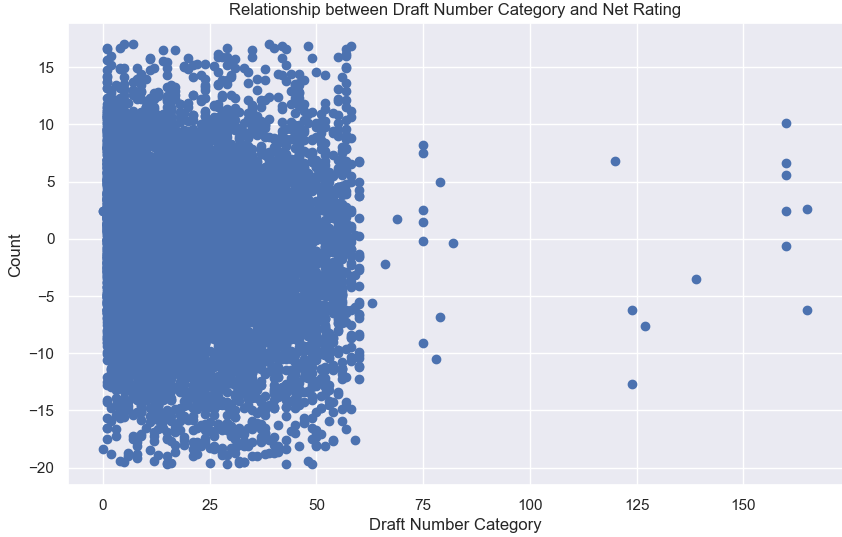 Relationship between Draft Number Category and Net Rating
15
10
5
0
−5
−10
−15
−20
Count
0 25 50 75 100 125 150
Draft Number Category